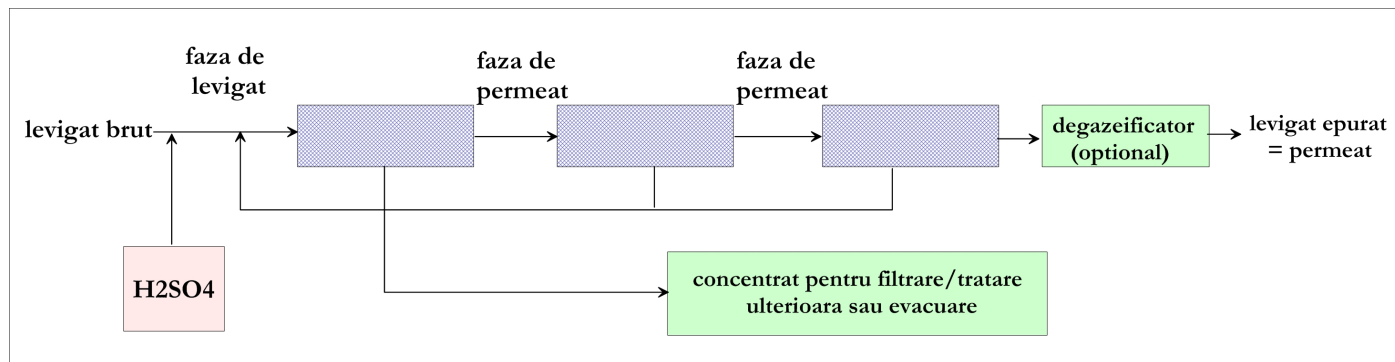 faza de
levigat
faza de
permeat
faza de
permeat
levigat brut
degazeificator
(optional)
levigat epurat
= permeat
H2SO4
concentrat pentru filtrare/tratare
ulterioara sau evacuare